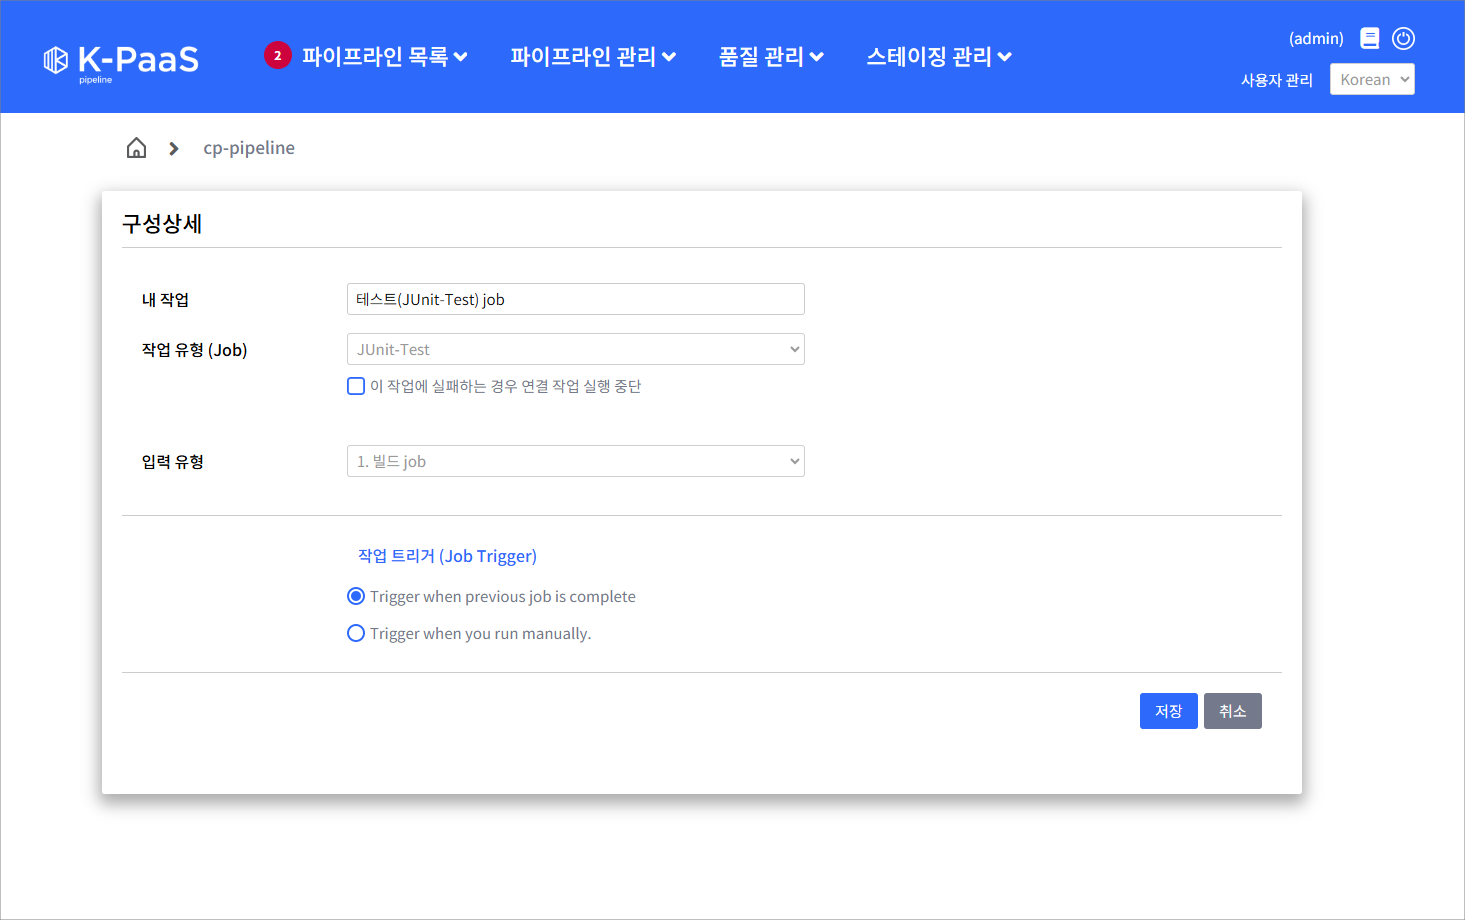 K-PaaS
pipeline
2 파이프라인 목록 파이프라인 관리 품질 관리 스테이징 관리
(admin)
사용자 관리 Korean
cp-pipeline
구성상세
내 작업 테스트(JUnit-Test) job
작업 유형 (Job) JUnit-Test
이 작업에 실패하는 경우 연결 작업 실행 중단
입력 유형 1. 빌드 job
작업 트리거 (Job Trigger)
Trigger when previous job is complete
Trigger when you run manually.
저장 취소